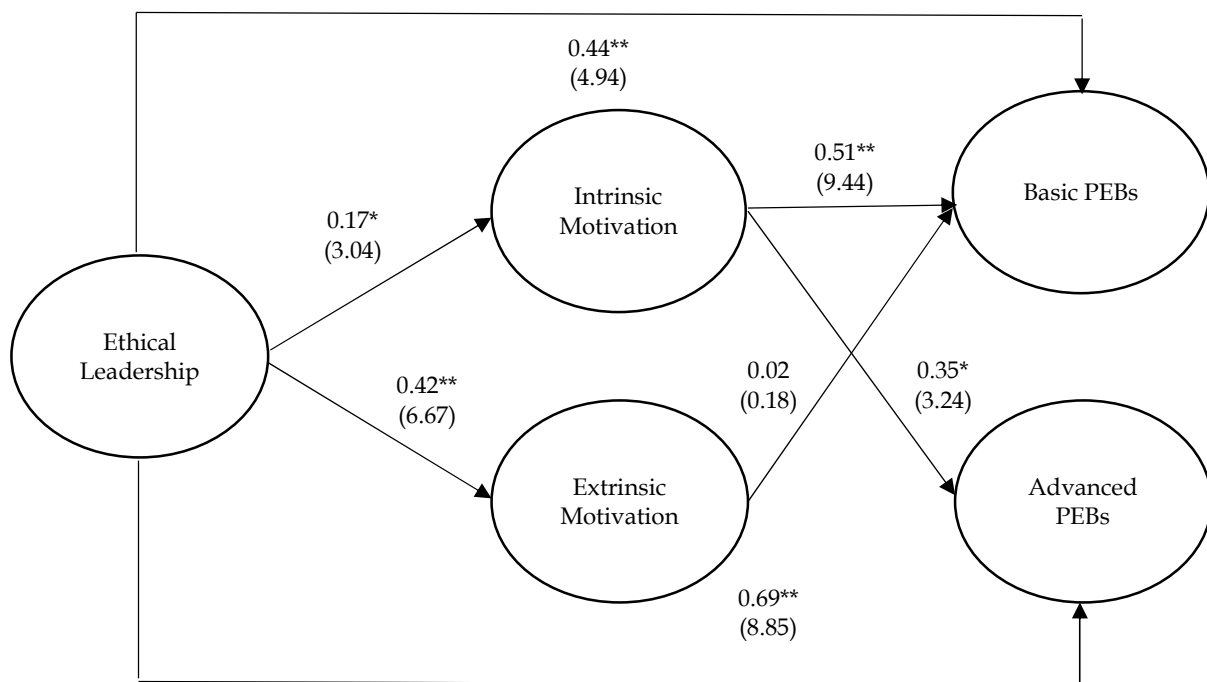 0.44**
(4.94)
Intrinsic
Motivation
0.51**
(9.44)
Basic PEBs
0.17*
(3.04)
Ethical
Leadership
0.42**
(6.67)
0.02
(0.18)
0.35*
(3.24)
Extrinsic
Motivation
Advanced
PEBs
0.69**
(8.85)